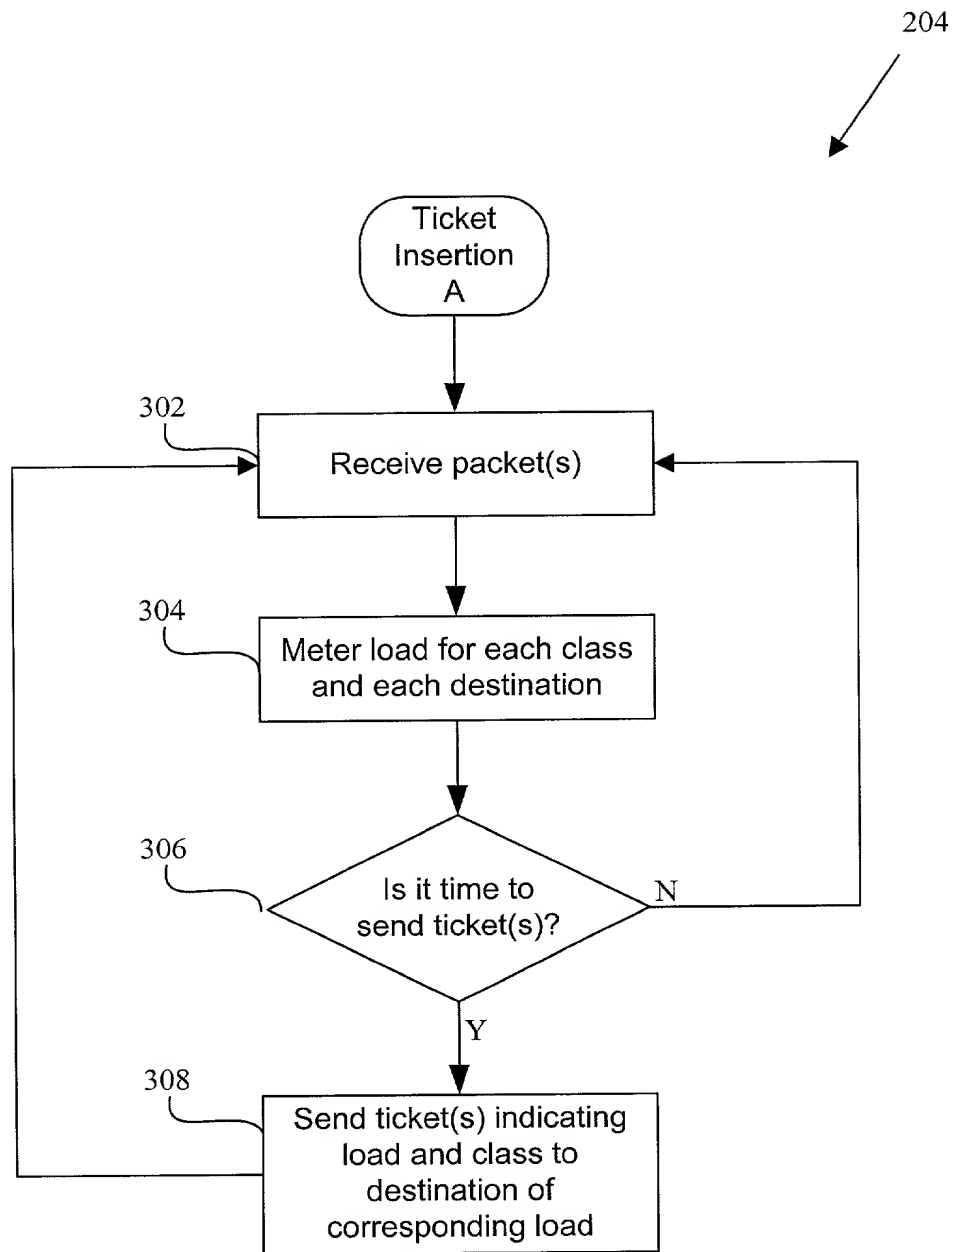 204
Ticket
Insertion
A
302
Receive packet(s)
304
Meter load for each class
and each destination
306
Is it time to
send ticket(s)?
N
Y
308
Send ticket(s) indicating
load and class to
destination of
corresponding load